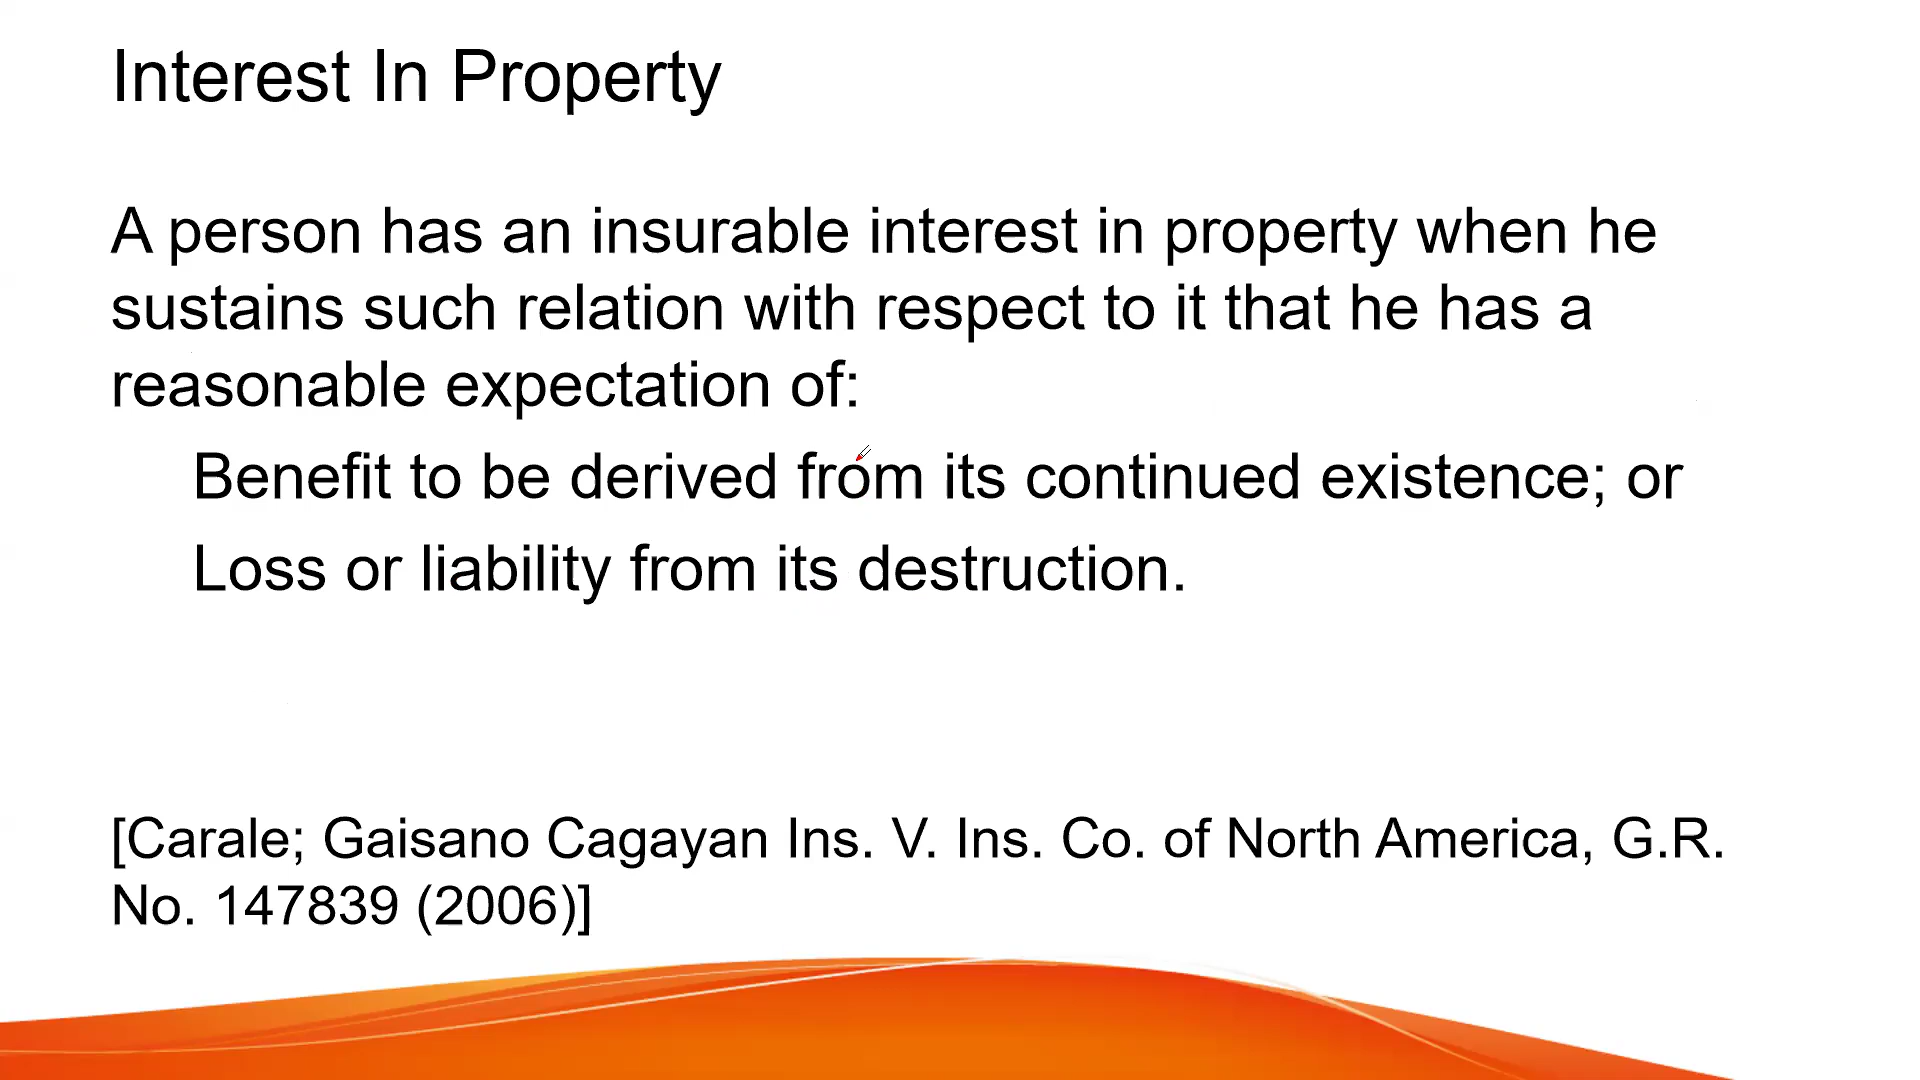 Interest In Property
A person has an insurable interest in property when he
sustains such relation with respect to it that he has a
reasonable expectation of:
Benefit to be derived from its continued existence; or
Loss or liability from its destruction.
[Carale; Gaisano Cagayan Ins. V. Ins. Co. of North America, G.R.
No. 147839 (2006)]